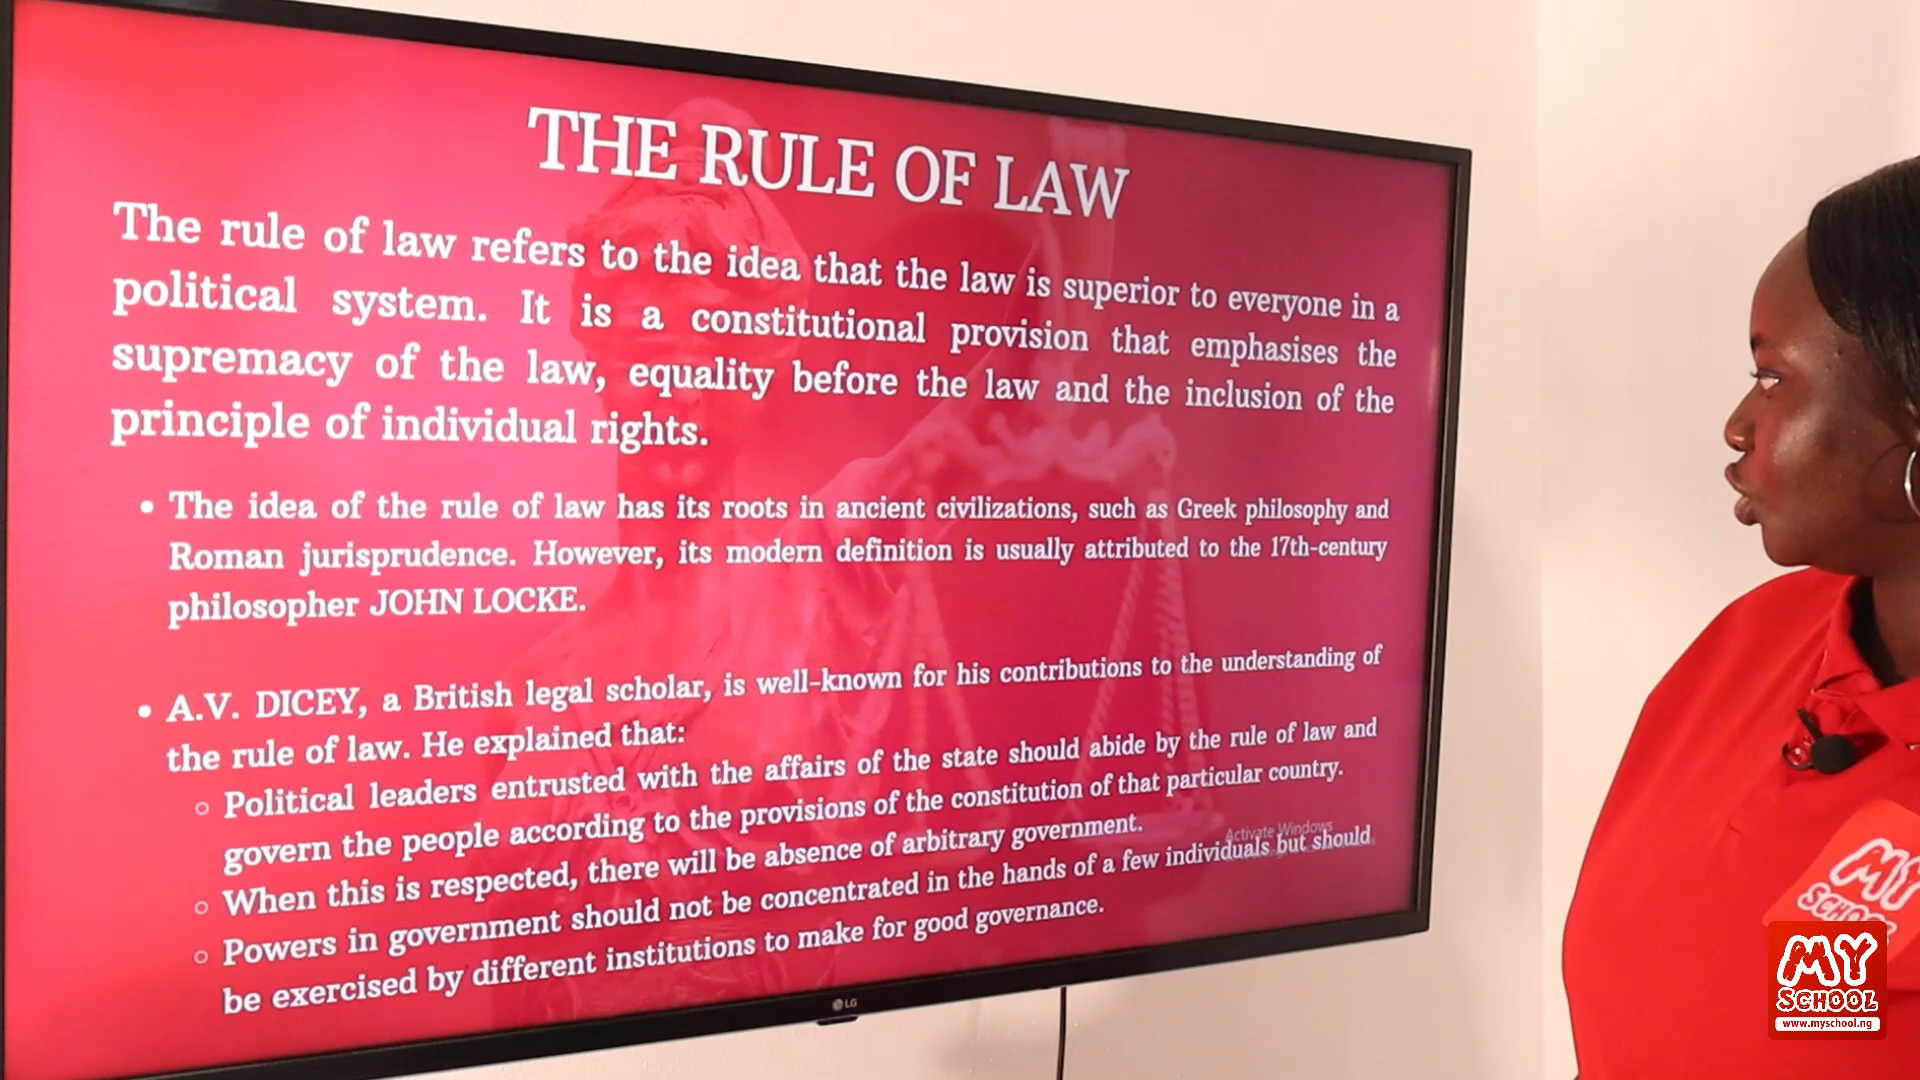 THE RULE OF LAW
The rule of law refers to the idea that the law is superior to everyone in a
political system. It is a constitutional provision that emphasises the
supremacy of the law, equality before the law and the inclusion of the
principle of individual rights.
• The idea of the rule of law has its roots in ancient civilizations, such as Greek philosophy and
Roman jurisprudence. However, its modern definition is usually attributed to the 17th-century
philosopher JOHN LOCKE.
• A.V. DICEY, a British legal scholar, is well-known for his contributions to the understanding of
the rule of law. He explained that:
○ Political leaders entrusted with the affairs of the state should abide by the rule of law and
govern the people according to the provisions of the constitution of that particular country.
○ When this is respected, there will be absence of arbitrary government.
Activate Windows
○ Powers in government should not be concentrated in the hands of a few individuals but should
be exercised by different institutions to make for good governance.
LG
MY
SCHOOL
MY
SCHOOL
www.myschool.ng